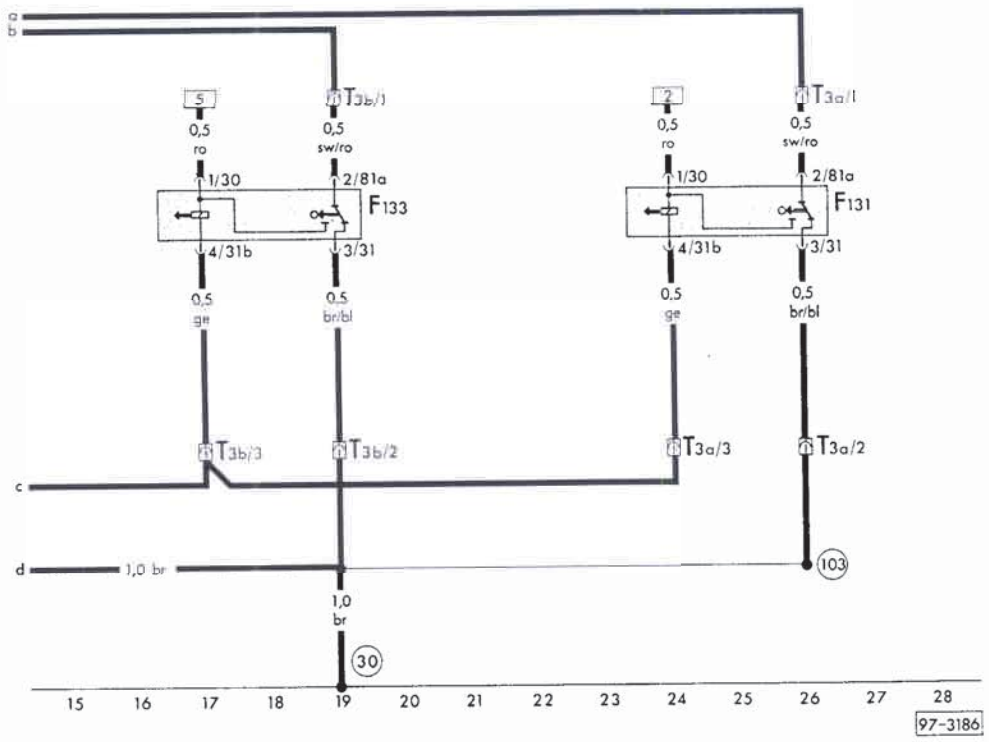 a
b
5
T3b/1
2
T3a/1
0,5
ro
0,5
sw/ro
0,5
ro
0,5
sw/ro
1/30
2/81a
1/30
2/81a
F133
F131
4/31b
3/31
4/31b
3/31
0,5
ge
0,5
br/bl
0,5
ge
0,5
br/bl
T3b/3
T3b/2
T3a/3
T3a/2
c
d
1,0 br
103
1,0
br
30
15 16 17 18 19 20 21 22 23 24 25 26 27 28
97-3186